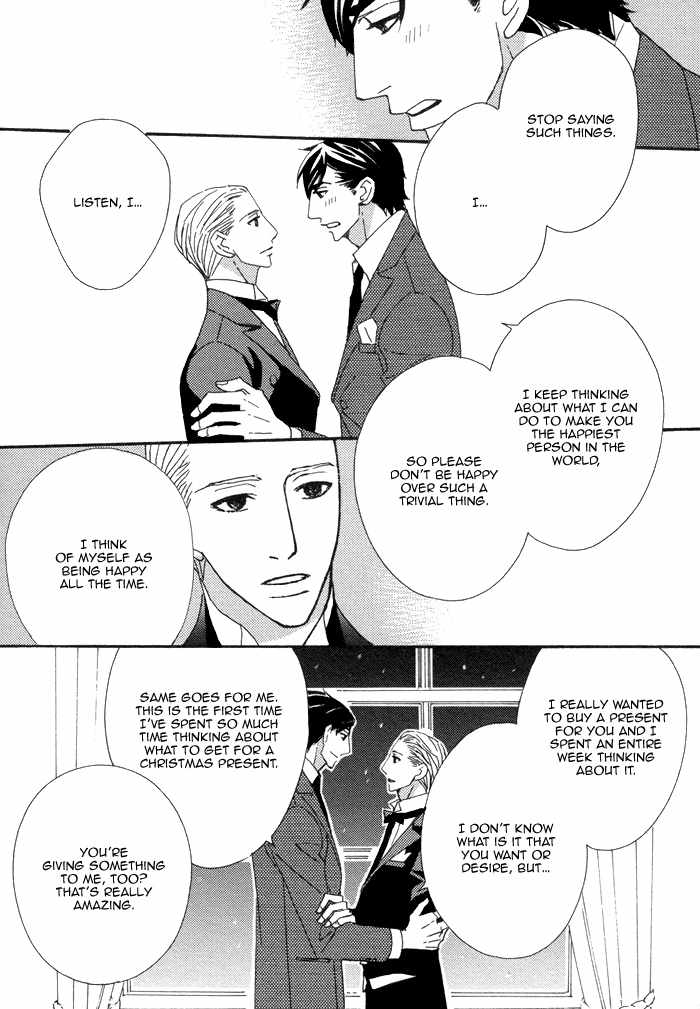 STOP SAYING
SUCH THINGS.
I...
LISTEN, I...
I KEEP THINKING
ABOUT WHAT I CAN
DO TO MAKE YOU
THE HAPPIEST
PERSON IN THE
WORLD,
SO PLEASE
DON'T BE HAPPY
OVER SUCH A
TRIVIAL THING.
I THINK
OF MYSELF AS
BEING HAPPY
ALL THE TIME.
I REALLY WANTED
TO BUY A PRESENT
FOR YOU AND I
SPENT AN ENTIRE
WEEK THINKING
ABOUT IT.
I DON'T KNOW
WHAT IS IT THAT
YOU WANT OR
DESIRE, BUT...
SAME GOES FOR ME.
THIS IS THE FIRST TIME
I'VE SPENT SO MUCH
TIME THINKING ABOUT
WHAT TO GET FOR A
CHRISTMAS PRESENT.
YOU'RE
GIVING SOMETHING
TO ME, TOO?
THAT'S REALLY
AMAZING.